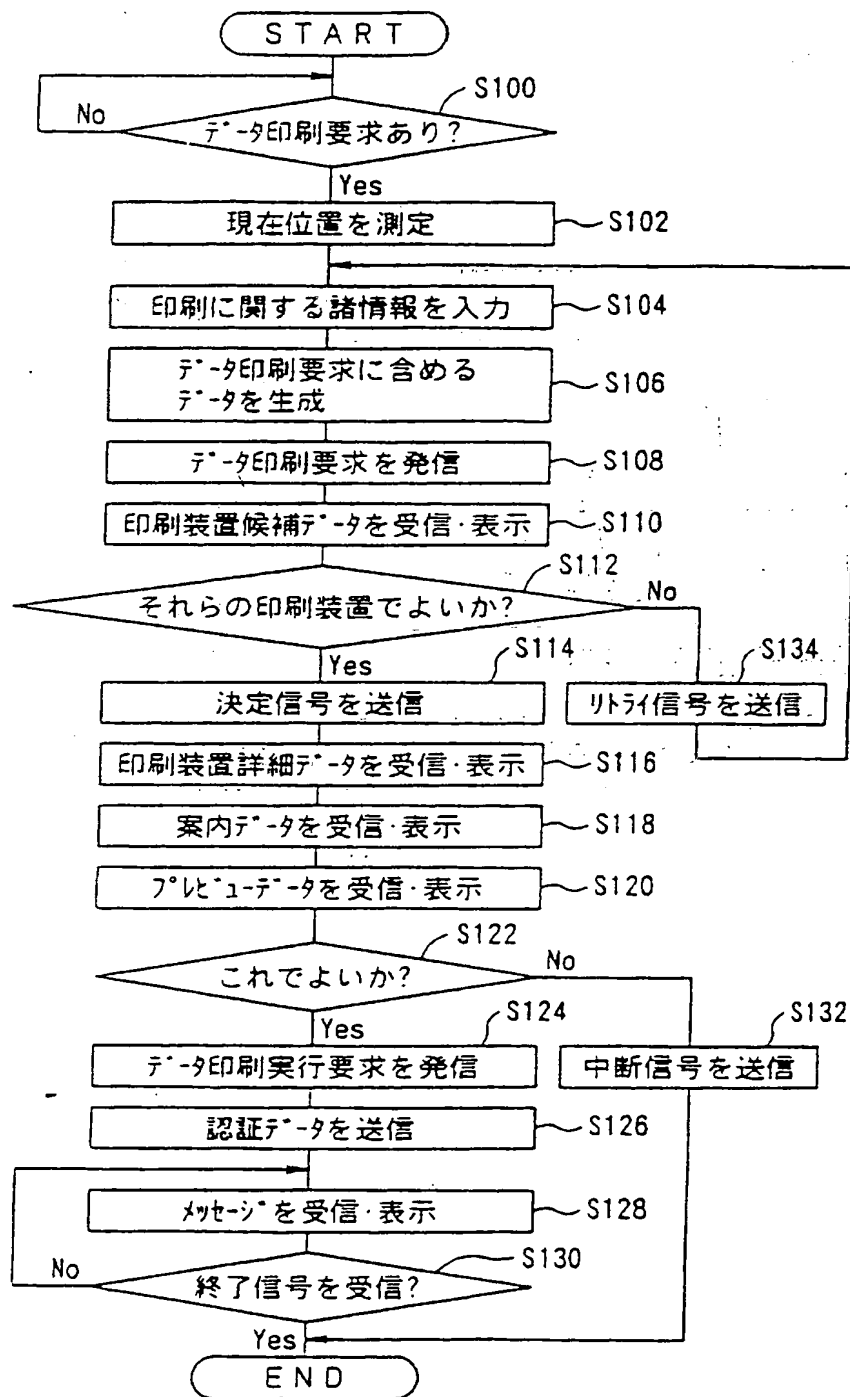 START
S100
No
データ印刷要求あり?
Yes
現在位置を測定
S102
印刷に関する諸情報を入力
S104
データ印刷要求に含める
データを生成
S106
データ印刷要求を発信
S108
印刷装置候補データを受信・表示
S110
S112
それらの印刷装置でよいか?
No
Yes
S114
S134
決定信号を送信
リトライ信号を送信
印刷装置詳細データを受信・表示
S116
案内データを受信・表示
S118
プレビューデータを受信・表示
S120
S122
これでよいか?
No
Yes
S124
S132
データ印刷実行要求を発信
中断信号を送信
認証データを送信
S126
メッセージを受信・表示
S128
S130
No
終了信号を受信?
Yes
END